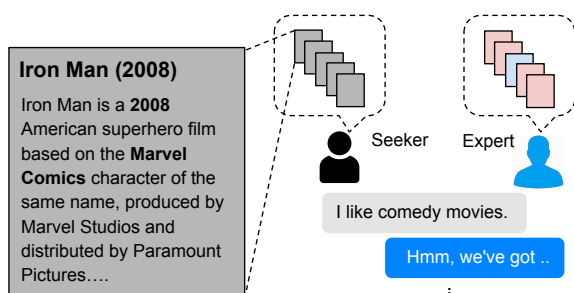 Iron Man (2008)
Iron Man is a 2008
American superhero film
based on the Marvel
Comics character of the
same name, produced by
Marvel Studios and
distributed by Paramount
Pictures….
Seeker
Expert
I like comedy movies.
Hmm, we've got ..